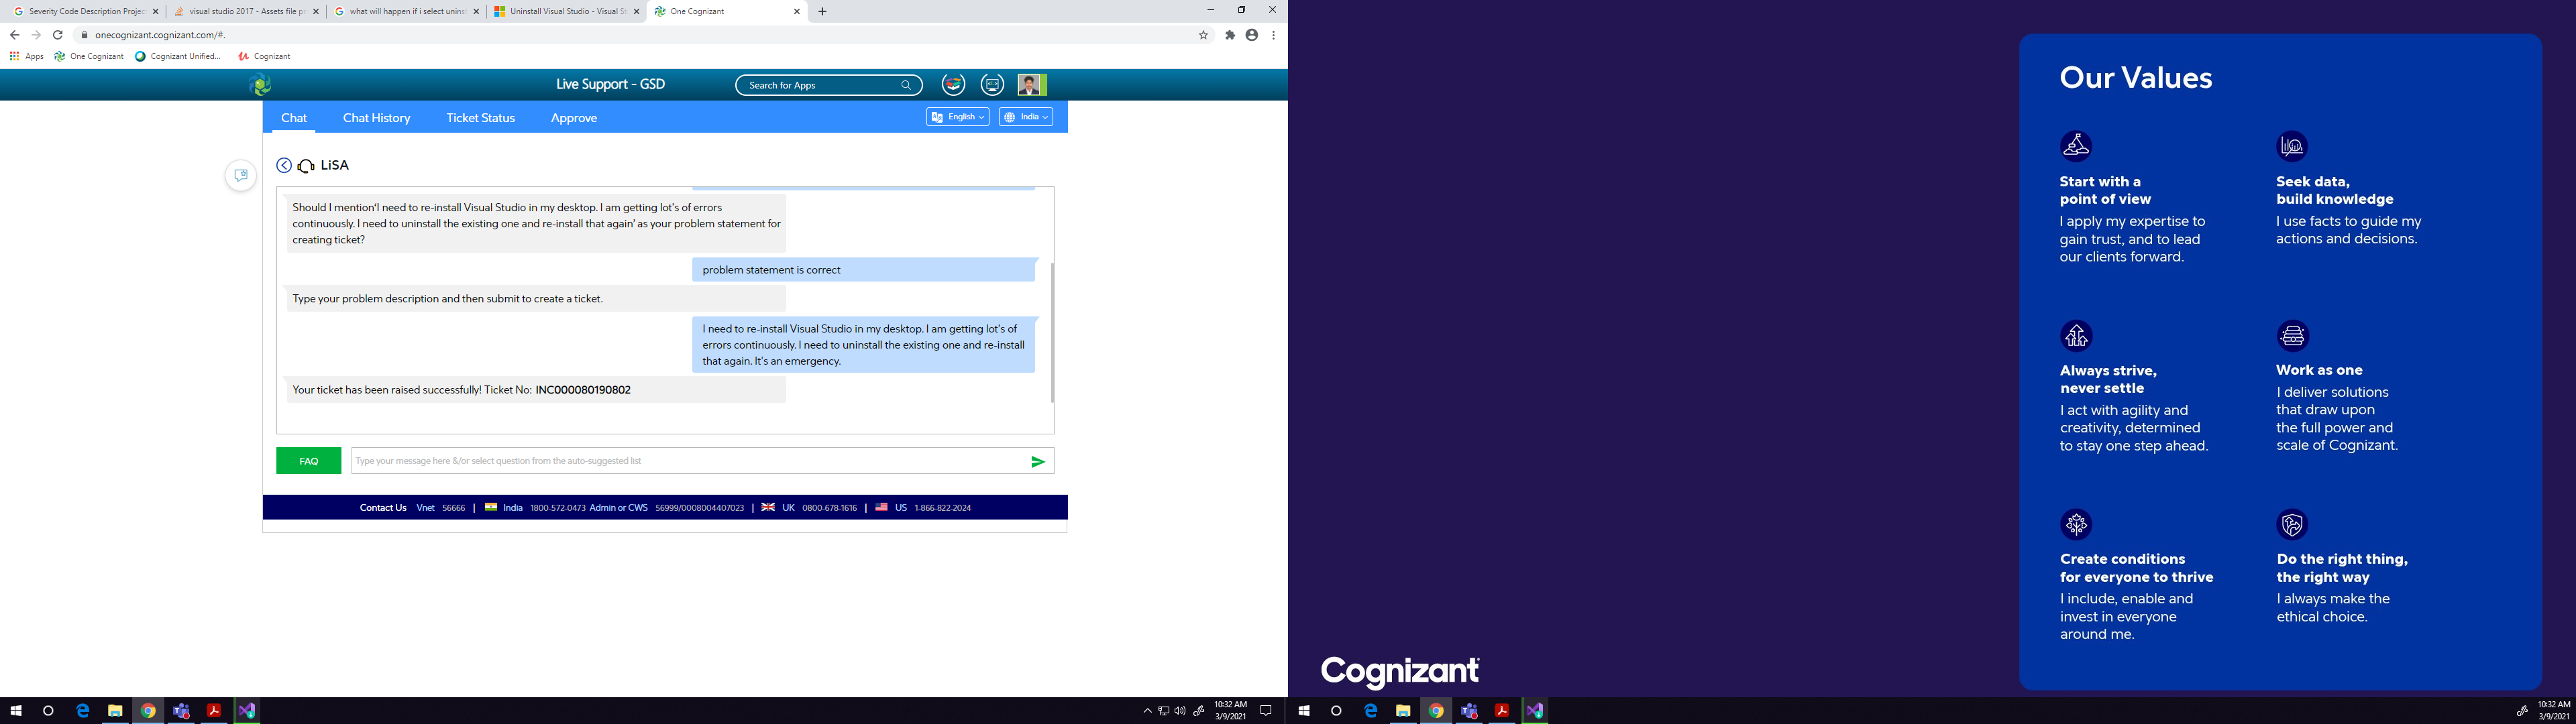 Severity Code Description Projec
visual studio 2017 - Assets file p
what will happen if i select unins
Uninstall Visual Studio - Visual S
One Cognizant
onecognizant.cognizant.com/#.
Apps
One Cognizant
Cognizant Unified...
Cognizant
Live Support - GSD
Search for Apps
Chat
Chat History
Ticket Status
Approve
English
India
LiSA
Should I mention'I need to re-install Visual Studio in my desktop. I am getting lot's of errors
continuously. I need to uninstall the existing one and re-install that again' as your problem statement for
creating ticket?
problem statement is correct
Type your problem description and then submit to create a ticket.
I need to re-install Visual Studio in my desktop. I am getting lot's of
errors continuously. I need to uninstall the existing one and re-install
that again. It's an emergency.
Your ticket has been raised successfully! Ticket No: INC000080190802
FAQ
Type your message here &/or select question from the auto-suggested list
Contact Us Vnet 56666 | India 1800-572-0473 Admin or CWS 56999/0008004407023 | UK 0800-678-1616 | US 1-866-822-2024
10:32 AM
3/9/2021
Our Values
Start with a
point of view
I apply my expertise to
gain trust, and to lead
our clients forward.
Seek data,
build knowledge
I use facts to guide my
actions and decisions.
Always strive,
never settle
I act with agility and
creativity, determined
to stay one step ahead.
Work as one
I deliver solutions
that draw upon
the full power and
scale of Cognizant.
Create conditions
for everyone to thrive
I include, enable and
invest in everyone
around me.
Do the right thing,
the right way
I always make the
ethical choice.
Cognizant
10:32 AM
3/9/2021